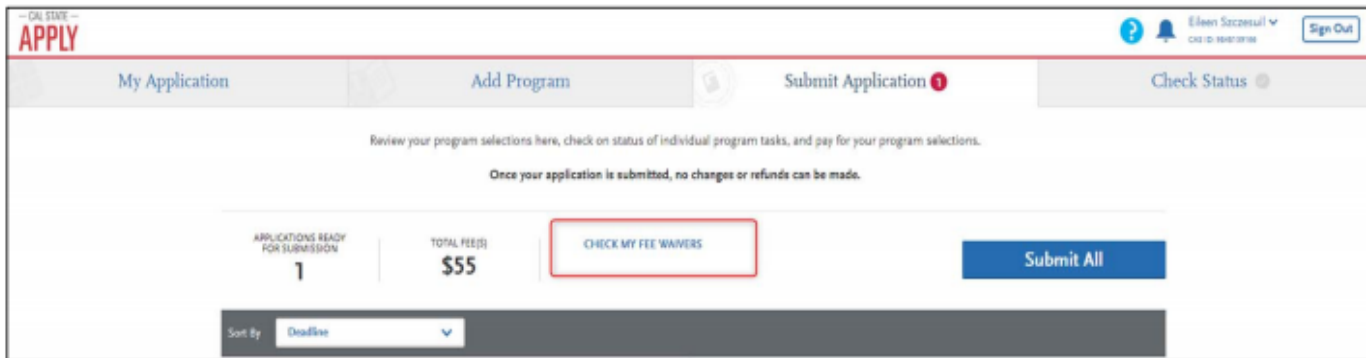 — CAL STATE —
APPLY
Eileen Szczesuil
Sign Out
My Application
Add Program
Submit Application 1
Check Status
Review your program selections here, check on status of individual program tasks, and pay for your program selections.
Once your application is submitted, no changes or refunds can be made.
APPLICATIONS READY
FOR SUBMISSION
1
TOTAL FEE(S)
$55
CHECK MY FEE WAIVERS
Submit All
Sort By
Deadline